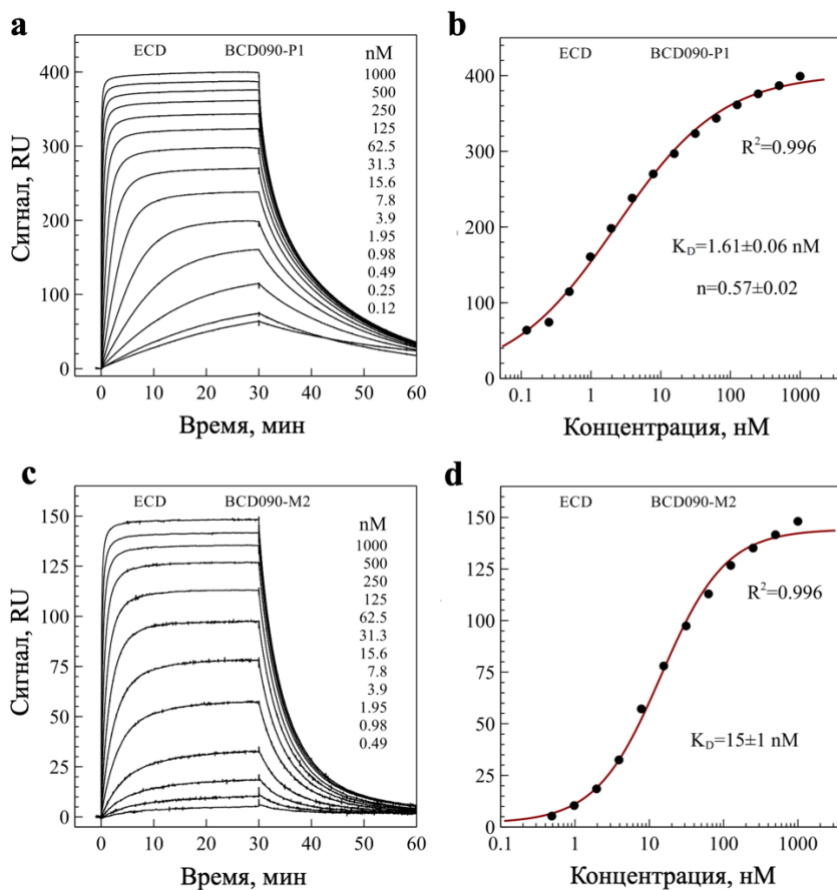 a
ECD BCD090-P1
nM
1000
500
250
125
62.5
31.3
15.6
7.8
3.9
1.95
0.98
0.49
0.25
0.12
400
300
200
100
0
Сигнал, RU
0 10 20 30 40 50 60
Время, мин
b
ECD BCD090-P1
400
300
200
100
0
R²=0.996
K_D=1.61±0.06 nM
n=0.57±0.02
0.1 1 10 100 1000
Концентрация, нМ
c
ECD BCD090-M2
nM
1000
500
250
125
62.5
31.3
15.6
7.8
3.9
1.95
0.98
0.49
150
125
100
75
50
25
0
Сигнал, RU
0 10 20 30 40 50 60
Время, мин
d
ECD BCD090-M2
150
125
100
75
50
25
0
R²=0.996
K_D=15±1 nM
0.1 1 10 100 1000
Концентрация, нМ